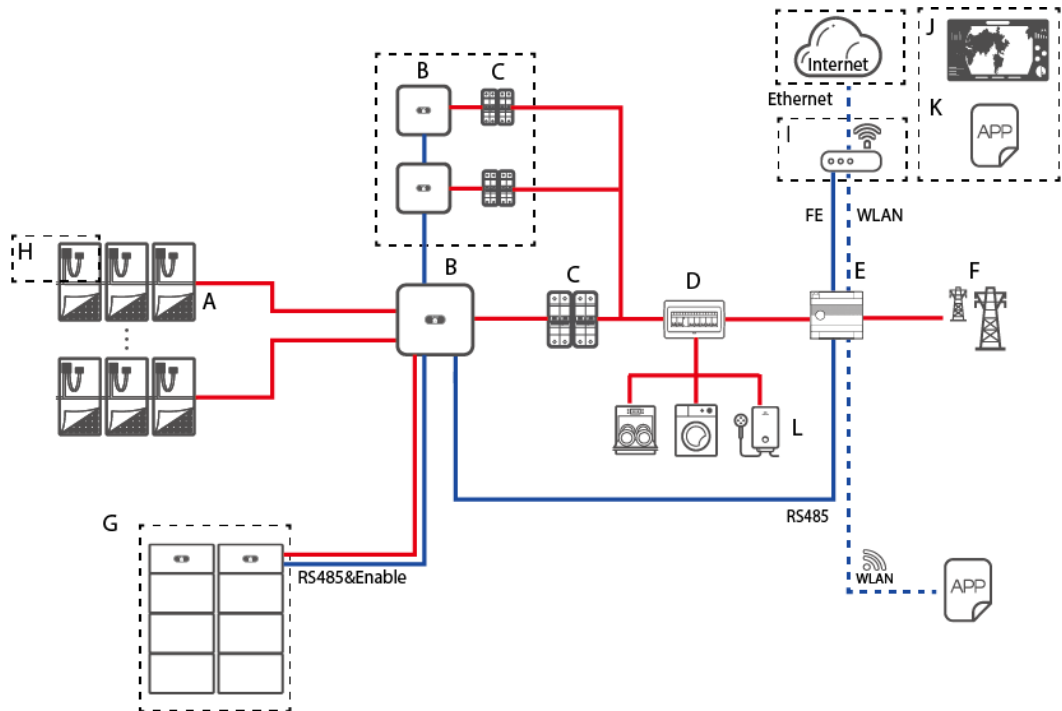 J
Internet
B
C
Ethernet
K
APP
I
FE
WLAN
H
A
B
C
D
E
F
L
RS485
G
RS485&Enable
WLAN
APP